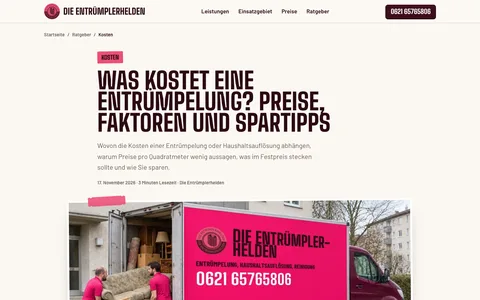 DIE ENTRÜMPLERHELDEN
Leistungen Einsatzgebiet Preise Ratgeber
0621 65765806
Startseite / Ratgeber / Kosten
KOSTEN
WAS KOSTET EINE
ENTRÜMPELUNG? PREISE,
FAKTOREN UND SPARTIPPS
Wovon die Kosten einer Entrümpelung oder Haushaltsauflösung abhängen,
warum Preise pro Quadratmeter wenig aussagen, was im Festpreis stecken
sollte und wie Sie sparen.
17. November 2026 · 3 Minuten Lesezeit · Die Entrümplerhelden
DIE ENTRÜMPLER-
HELDEN
ENTRÜMPELUNG, HAUSHALTSAUFLÖSUNG, REINIGUNG
0621 65765806